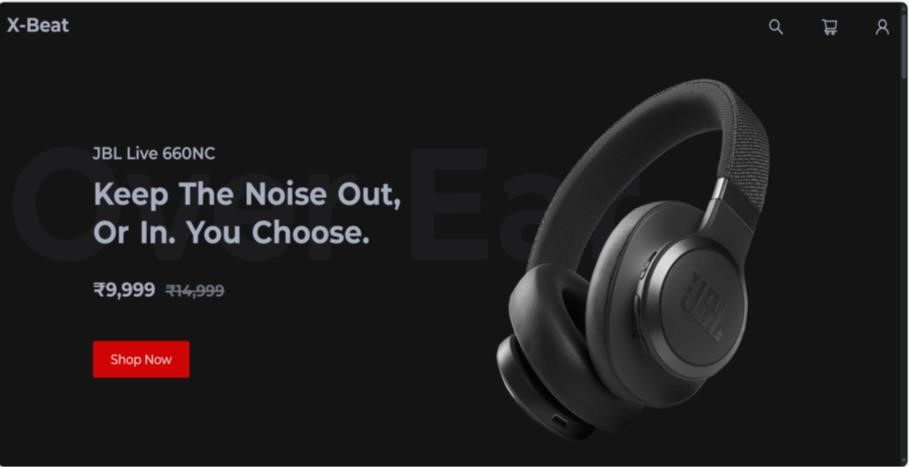 X-Beat
Over Ear
JBL Live 660NC
Keep The Noise Out,
Or In. You Choose.
₹9,999 ₹14,999
Shop Now
JBL